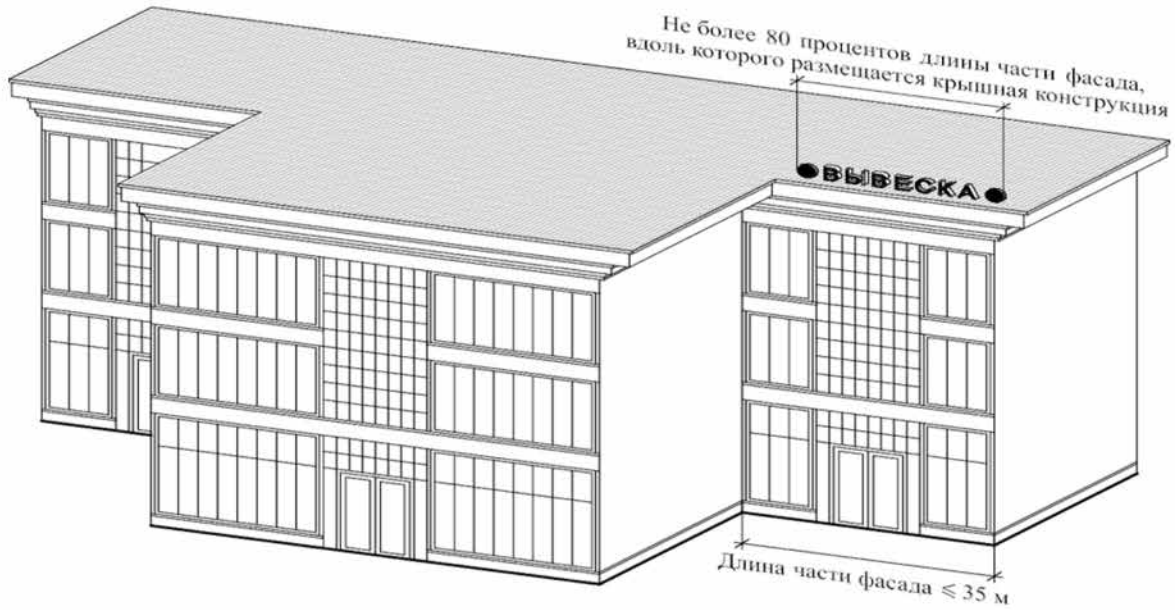 Не более 80 процентов длины части фасада,
вдоль которого размещается крышная конструкция
ВЫВЕСКА
Длина части фасада ⩽ 35 м